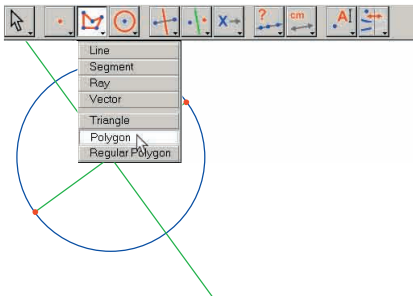 X
?
cm
A
Line
Segment
Ray
Vector
Triangle
Polygon
Regular Polygon